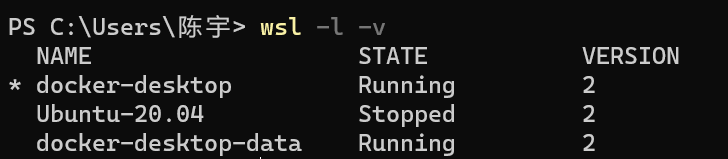 PS C:\Users\陈宇> wsl -l -v
  NAME                   STATE           VERSION
* docker-desktop         Running         2
  Ubuntu-20.04           Stopped         2
  docker-desktop-data    Running         2